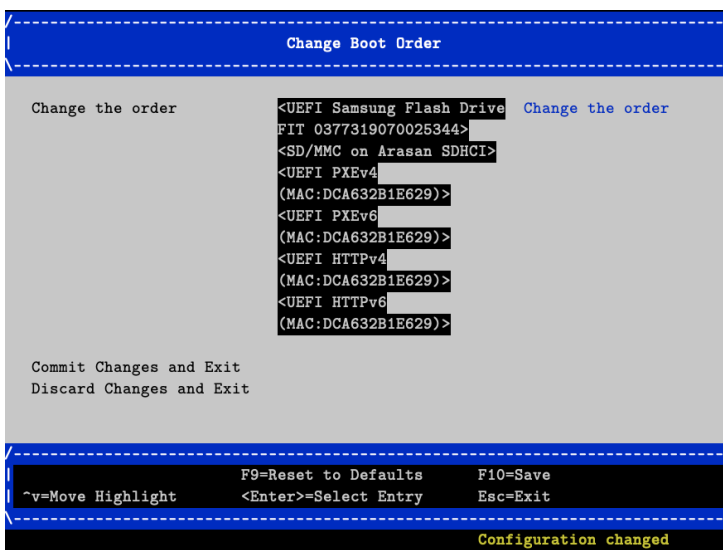 Change Boot Order
Change the order <UEFI Samsung Flash Drive Change the order
FIT 0377319070025344>
<SD/MMC on Arasan SDHCI>
<UEFI PXEv4
(MAC:DCA632B1E629)>
<UEFI PXEv6
(MAC:DCA632B1E629)>
<UEFI HTTPv4
(MAC:DCA632B1E629)>
<UEFI HTTPv6
(MAC:DCA632B1E629)>
Commit Changes and Exit
Discard Changes and Exit
F9=Reset to Defaults F10=Save
^v=Move Highlight <Enter>=Select Entry Esc=Exit
Configuration changed